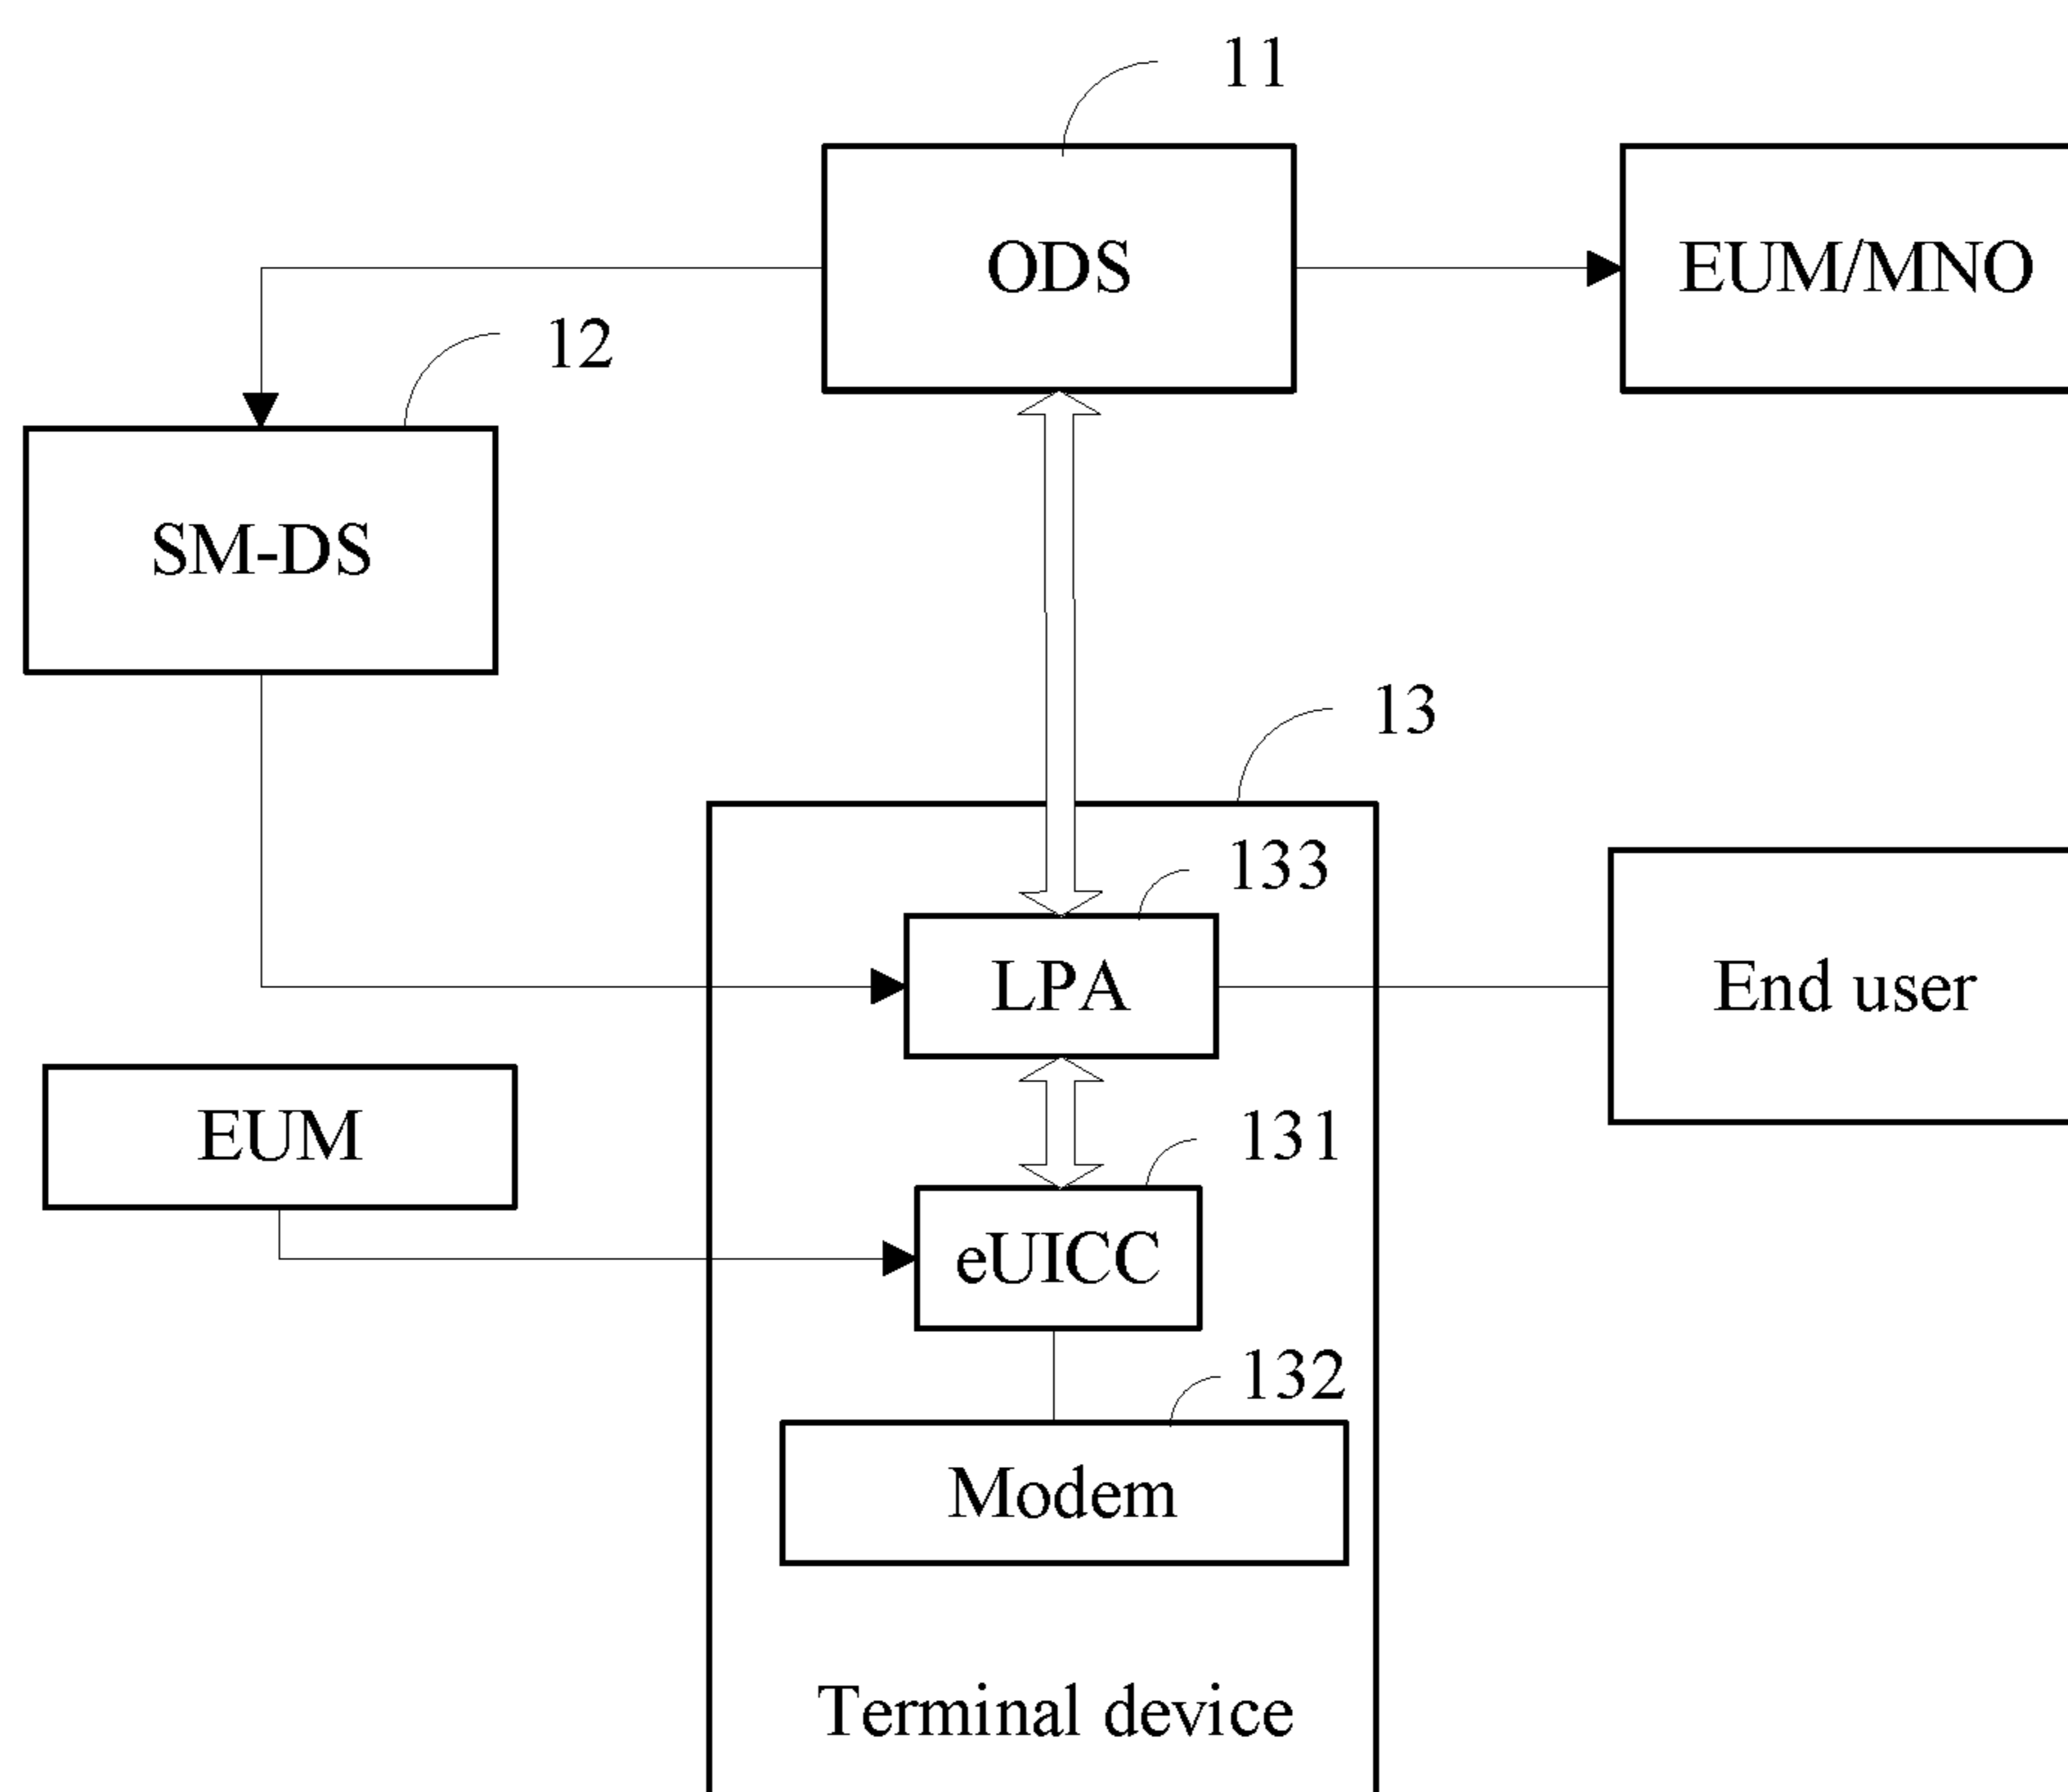 11
ODS
EUM/MNO
12
SM-DS
13
133
LPA
End user
EUM
131
eUICC
132
Modem
Terminal device